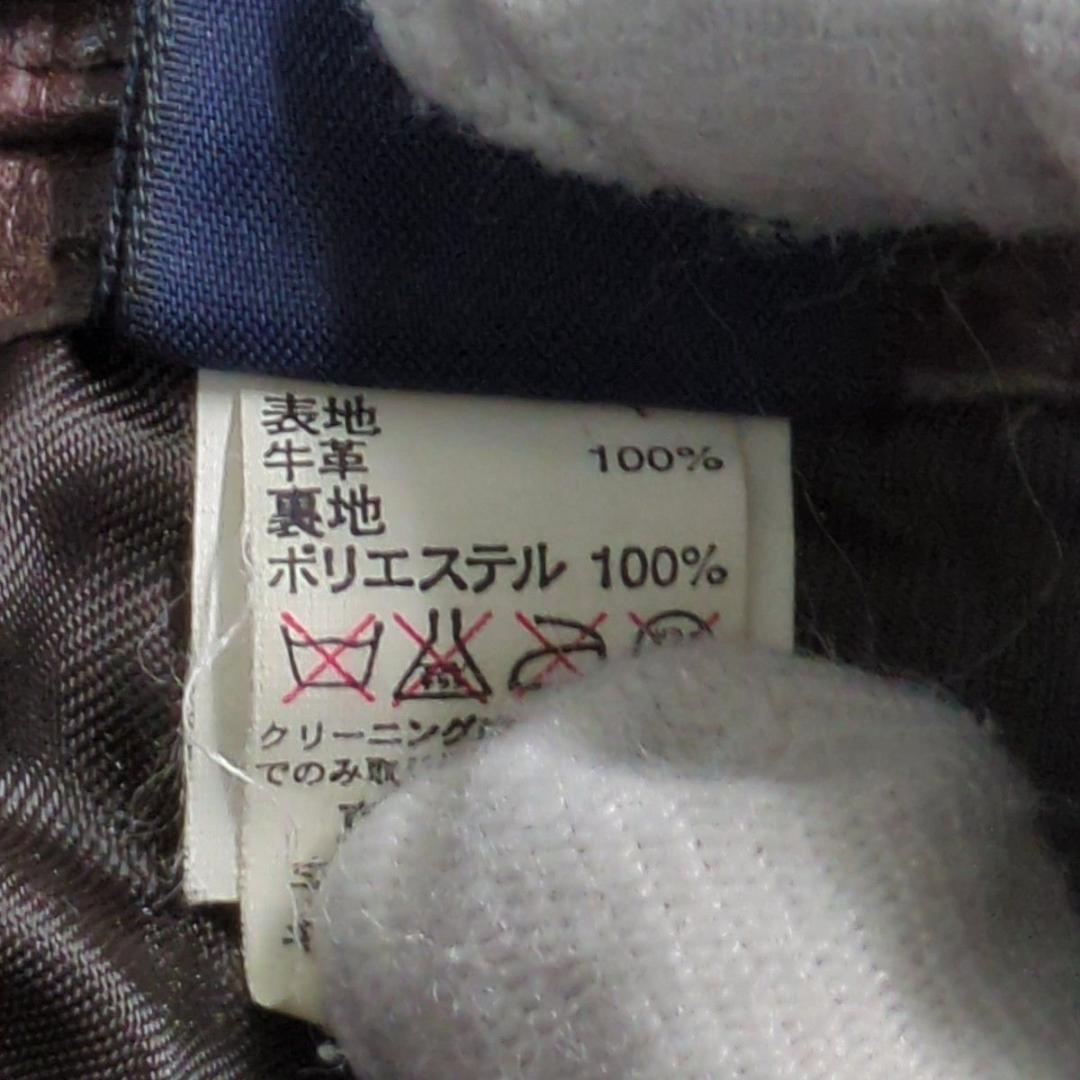 表地
牛革 100%
裏地
ポリエステル 100%
クリーニング
でのみ取